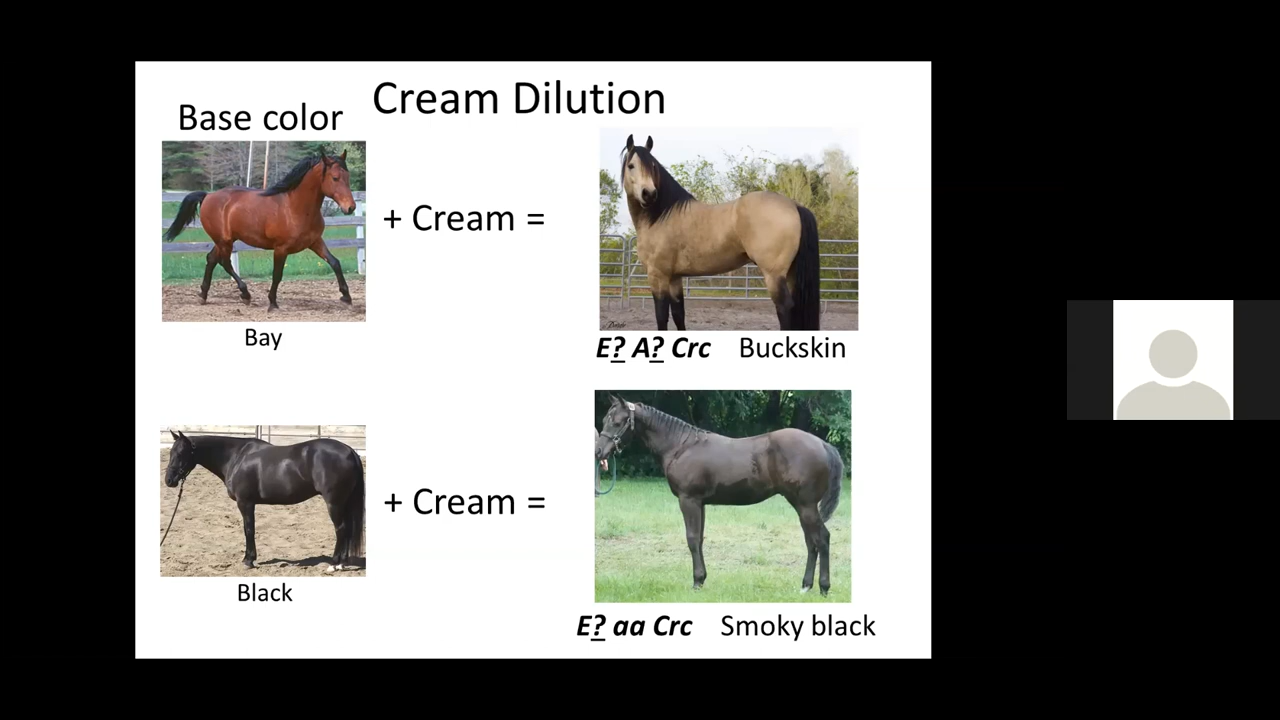 Cream Dilution
Base color
+ Cream =
Bay
E? A? Crc Buckskin
+ Cream =
Black
E? aa Crc Smoky black